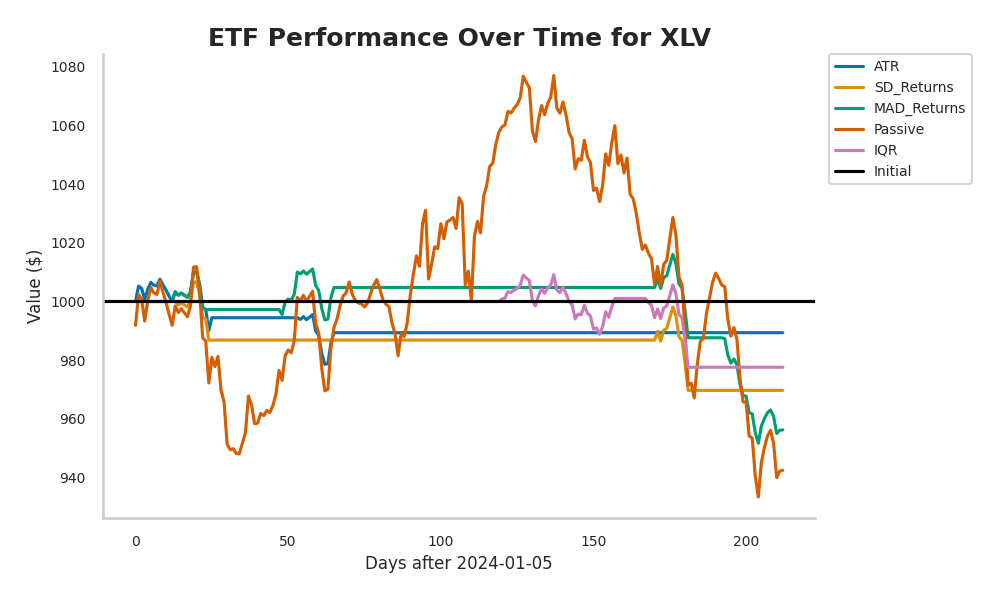 ETF Performance Over Time for XLV
1080
1060
1040
1020
1000
980
960
940
Value ($)
0
50
100
150
200
Days after 2024-01-05
ATR
SD_Returns
MAD_Returns
Passive
IQR
Initial